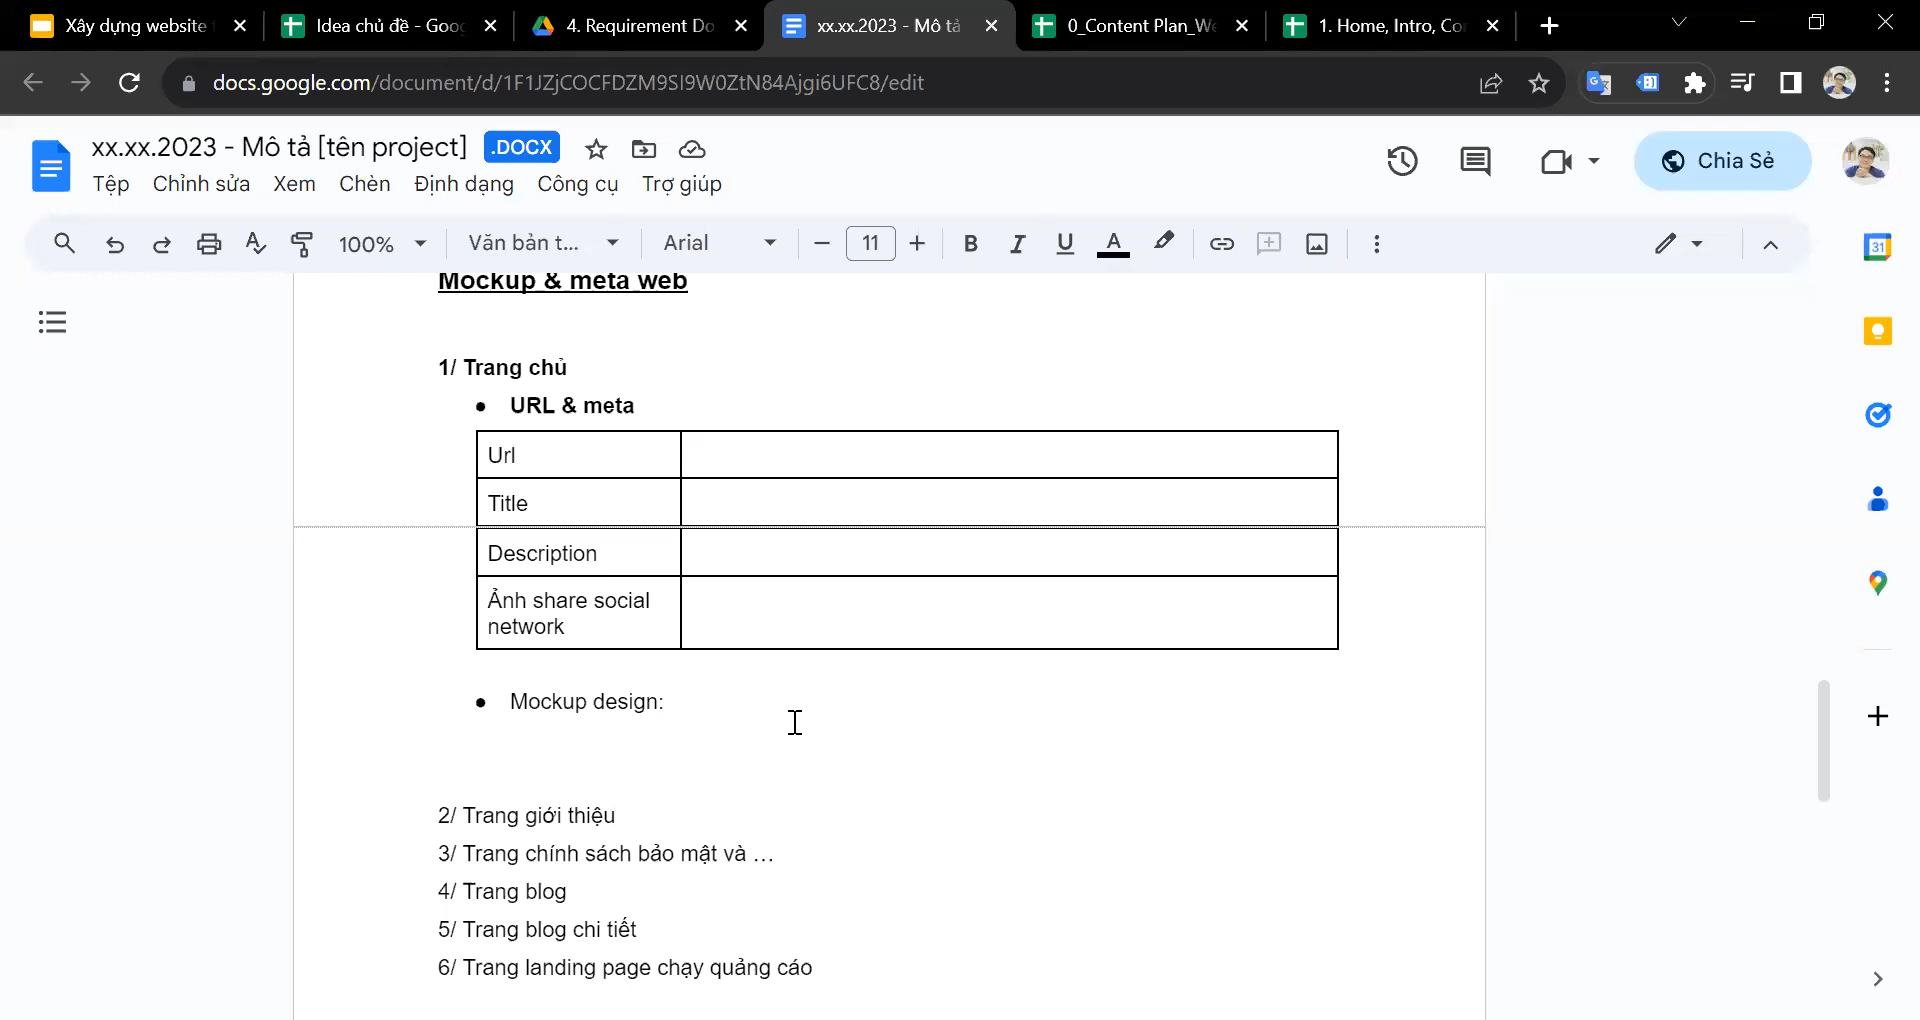 Xây dựng website
Idea chủ đề - Goog
4. Requirement Do
xx.xx.2023 - Mô tả
0_Content Plan_We
1. Home, Intro, Co
docs.google.com/document/d/1F1JZjCOCFDZM9SI9W0ZtN84Ajgi6UFC8/edit
xx.xx.2023 - Mô tả [tên project] .DOCX
Tệp Chỉnh sửa Xem Chèn Định dạng Công cụ Trợ giúp
Chia Sẻ
100% Văn bản t... Arial 11 B I U A
31
Mockup & meta web
1/ Trang chủ
● URL & meta
Url
Title
Description
Ảnh share social
network
● Mockup design:
2/ Trang giới thiệu
3/ Trang chính sách bảo mật và …
4/ Trang blog
5/ Trang blog chi tiết
6/ Trang landing page chạy quảng cáo